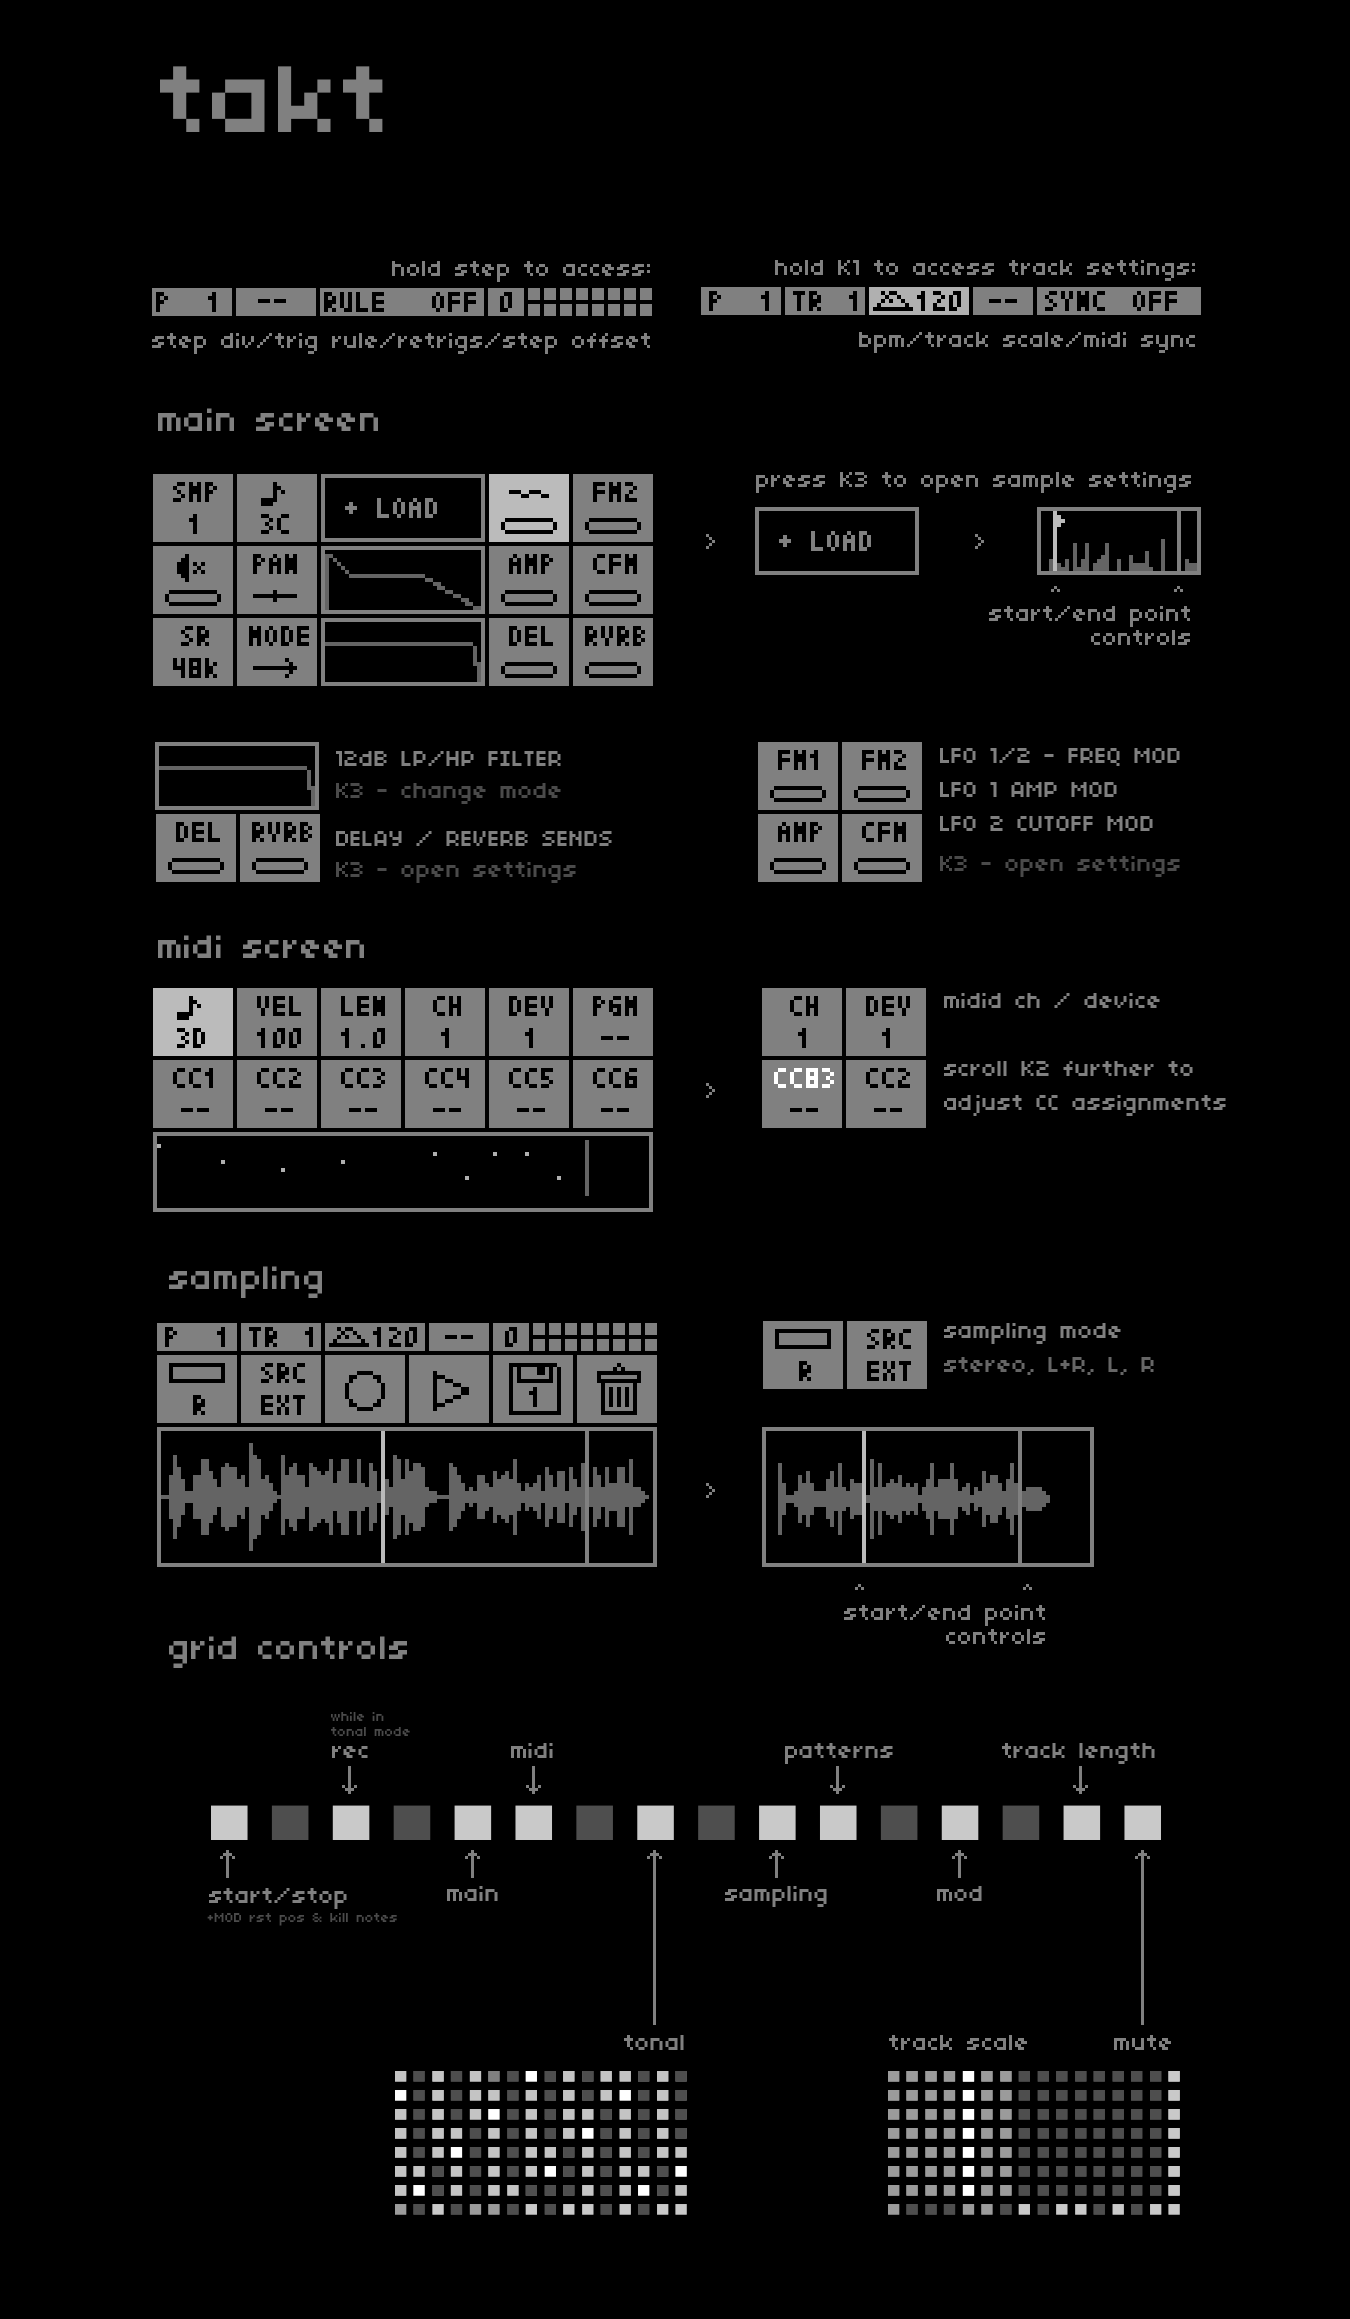 takt
hold step to access:
P 1 -- RULE OFF 0
step div/trig rule/retrigs/step offset
hold K1 to access track settings:
P 1 TR 1 120 -- SYNC OFF
bpm/track scale/midi sync
main screen
SMP 1
3C
+ LOAD
FM2
PAN
AMP
CFM
SR 48k
MODE
DEL
RVRB
press K3 to open sample settings
>
+ LOAD
>
^ ^
start/end point
controls
12dB LP/HP FILTER
K3 - change mode
DEL RVRB
DELAY / REVERB SENDS
K3 - open settings
FM1 FM2
AMP CFM
LFO 1/2 - FREQ MOD
LFO 1 AMP MOD
LFO 2 CUTOFF MOD
K3 - open settings
midi screen
♪ VEL LEN CH DEV PGM
3D 100 1.0 1 1 --
CC1 CC2 CC3 CC4 CC5 CC6
-- -- -- -- -- --
>
CH DEV
1 1
CC83 CC2
-- --
midid ch / device
scroll K2 further to
adjust CC assignments
sampling
P 1 TR 1 120 -- 0
SRC
R EXT 1
>
SRC
R EXT
sampling mode
stereo, L+R, L, R
^ ^
start/end point
controls
grid controls
while in
tonal mode
rec midi patterns track length
start/stop main sampling mod
+MOD rst pos & kill notes
tonal
track scale mute